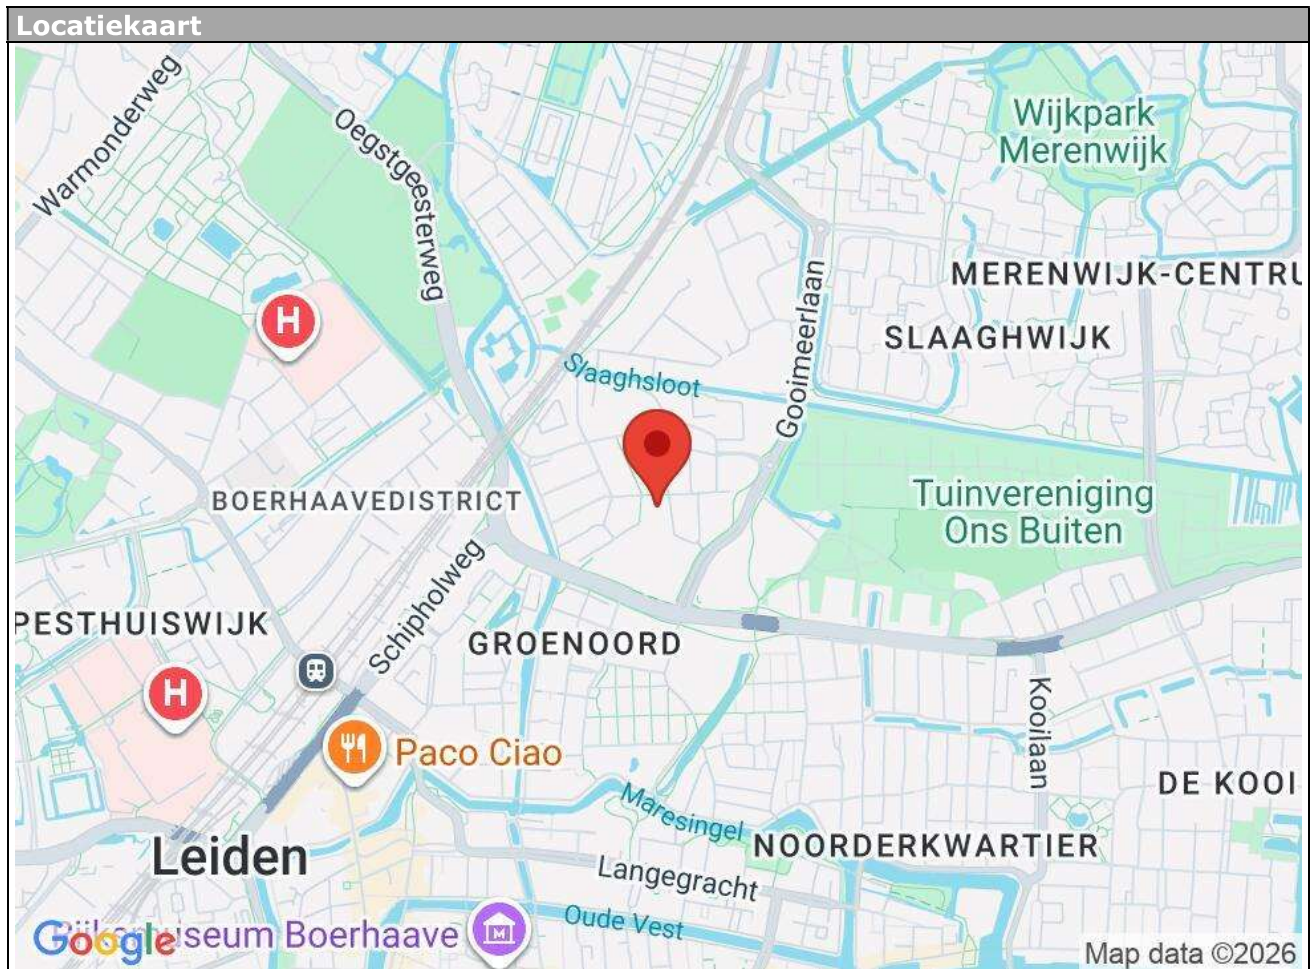 Locatiekaart
Warmonderweg
Oegstgeesterweg
Wijkpark
Merenwijk
MERENWIJK-CENTRU
SLAAGHWIJK
Gooimeerlaan
Slaaghsloot
H
BOERHAAVEDISTRICT
Tuinvereniging
Ons Buiten
Schipholweg
PESTHUISWIJK
GROENOORD
H
Kooilaan
Paco Ciao
DE KOOI
Maresingel
NOORDERKWARTIER
Leiden
Langegracht
Oude Vest
useum Boerhaave
M
Google
Map data ©2026